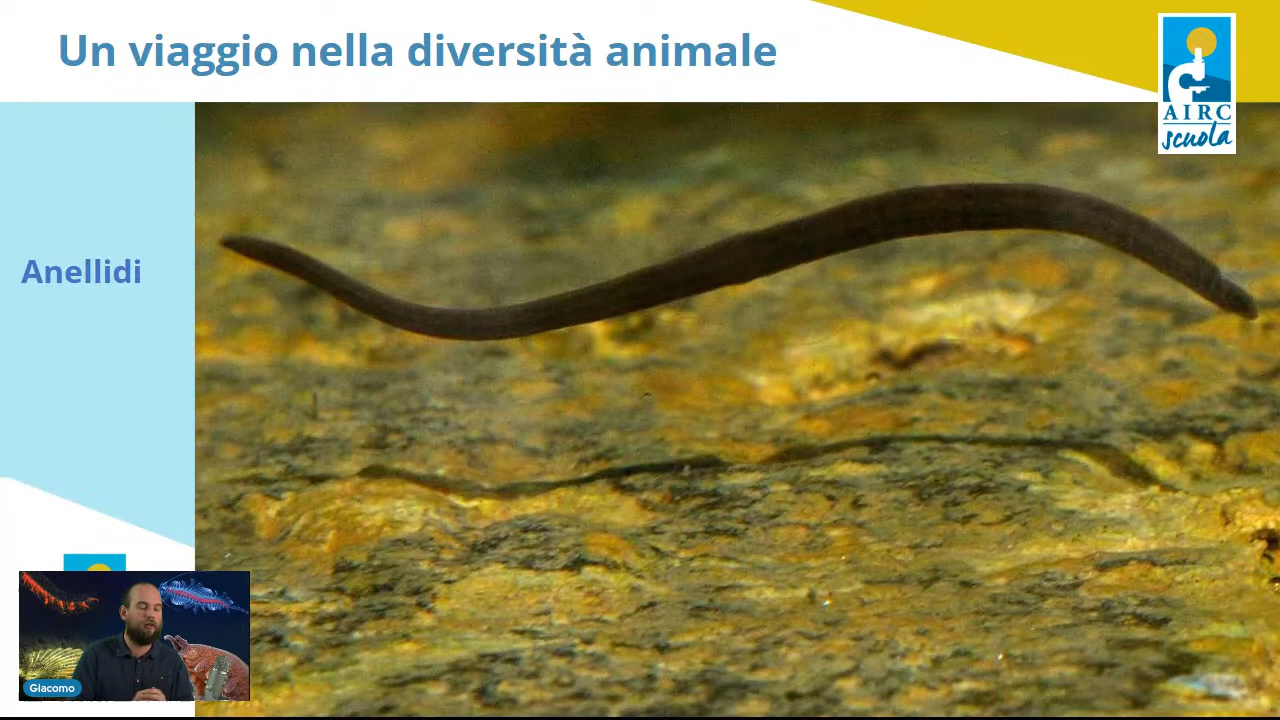 Un viaggio nella diversità animale
AIRC
scuola
Anellidi
Giacomo